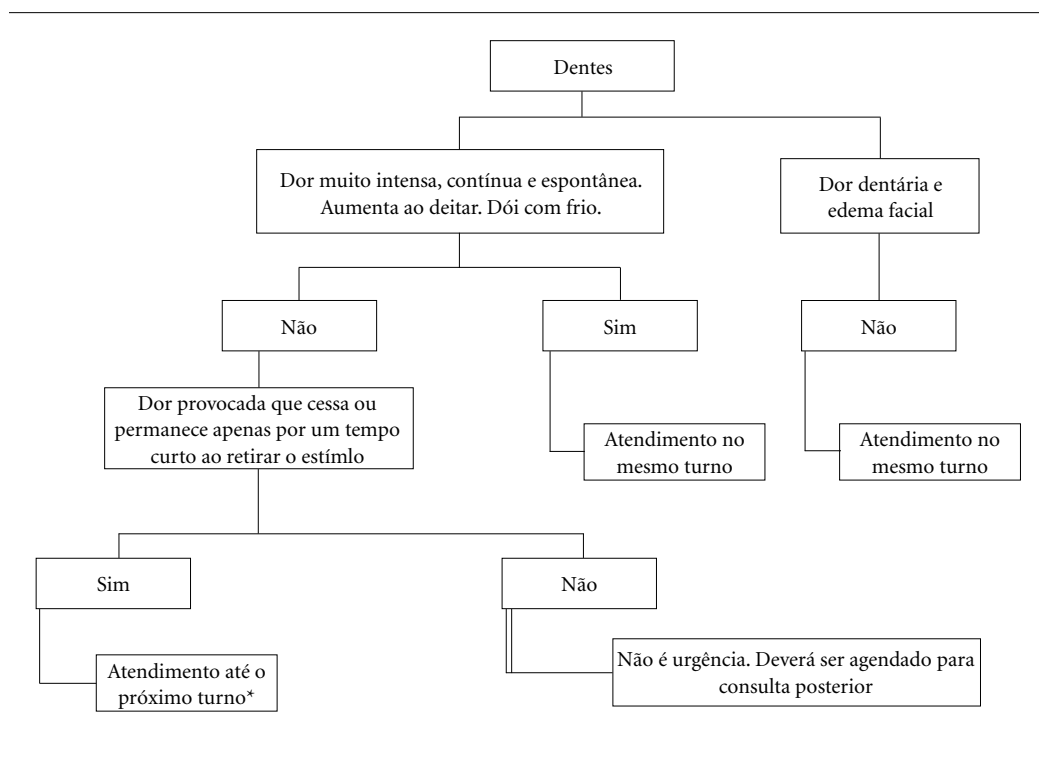 Dentes
Dor muito intensa, contínua e espontânea.
Aumenta ao deitar. Dói com frio.
Dor dentária e
edema facial
Não
Sim
Não
Dor provocada que cessa ou
permanece apenas por um tempo
curto ao retirar o estímlo
Atendimento no
mesmo turno
Atendimento no
mesmo turno
Sim
Não
Atendimento até o
próximo turno*
Não é urgência. Deverá ser agendado para
consulta posterior